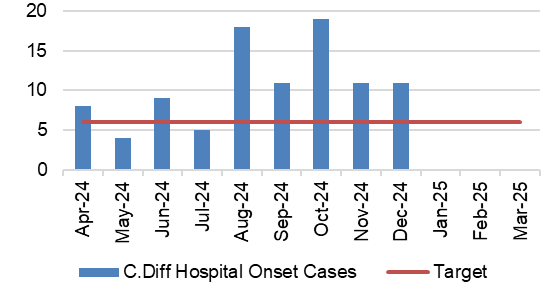 20
15
10
5
0
Apr-24
May-24
Jun-24
Jul-24
Aug-24
Sep-24
Oct-24
Nov-24
Dec-24
Jan-25
Feb-25
Mar-25
C.Diff Hospital Onset Cases
Target